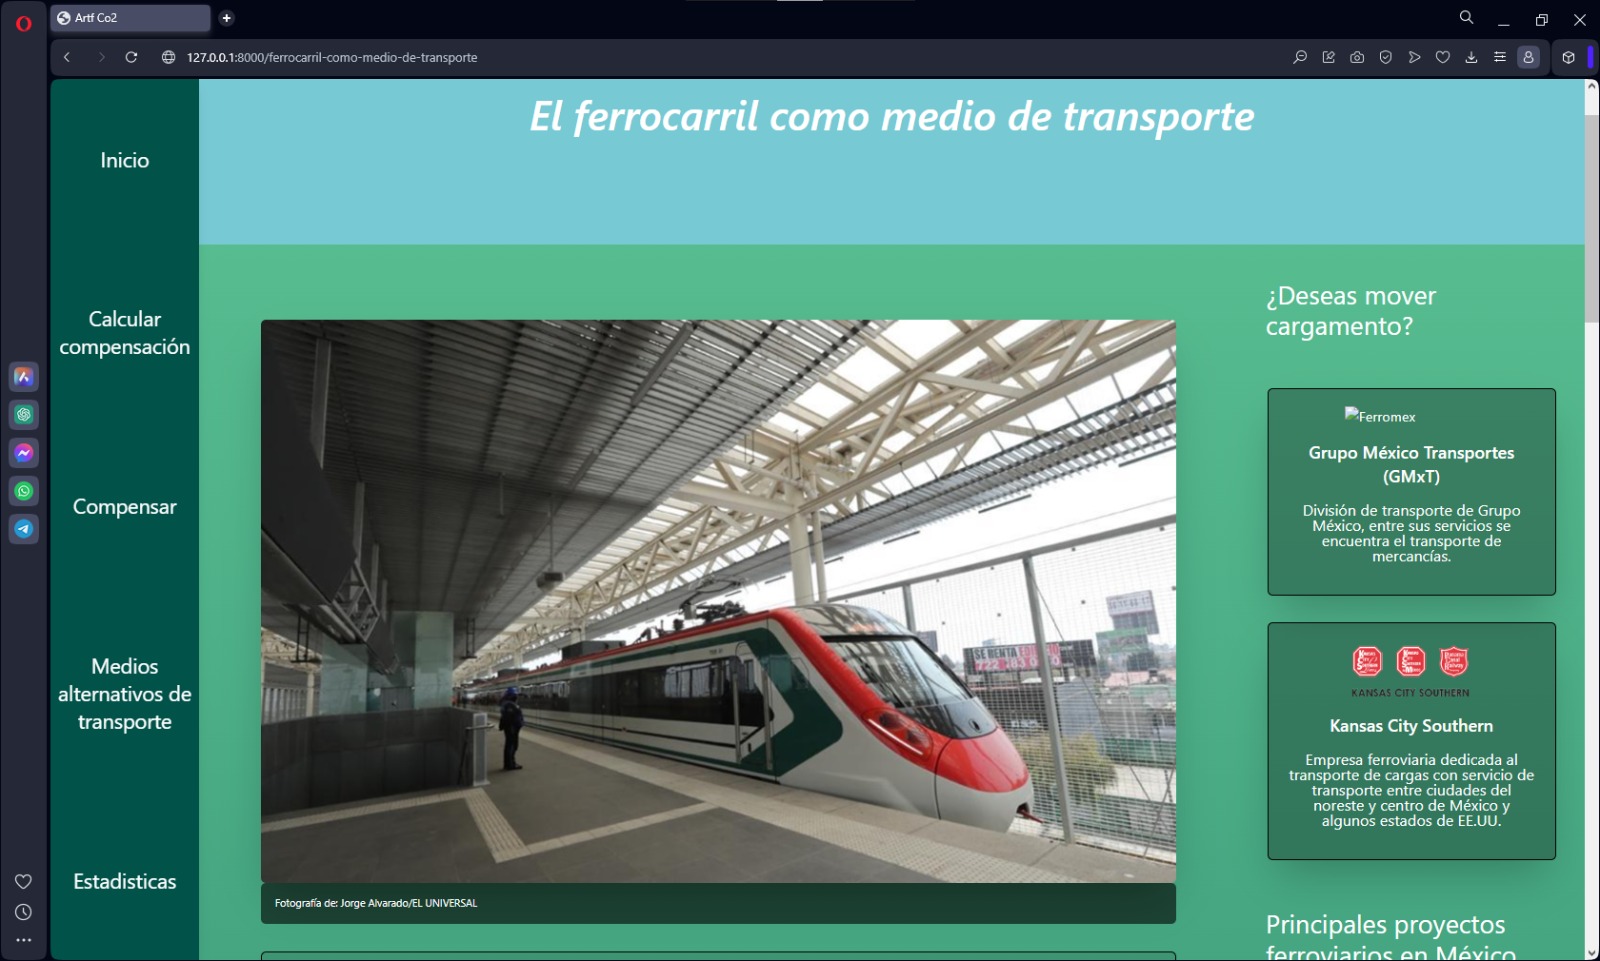 Artf Co2
127.0.0.1:8000/ferrocarril-como-medio-de-transporte
El ferrocarril como medio de transporte
Inicio
Calcular
compensación
Compensar
Medios
alternativos de
transporte
Estadisticas
SE RENTA
Fotografía de: Jorge Alvarado/EL UNIVERSAL
¿Deseas mover
cargamento?
Ferromex
Grupo México Transportes
(GMxT)
División de transporte de Grupo
México, entre sus servicios se
encuentra el transporte de
mercancías.
KANSAS CITY SOUTHERN
Kansas City Southern
Empresa ferroviaria dedicada al
transporte de cargas con servicio de
transporte entre ciudades del
noreste y centro de México y
algunos estados de EE.UU.
Principales proyectos
ferroviarios en México